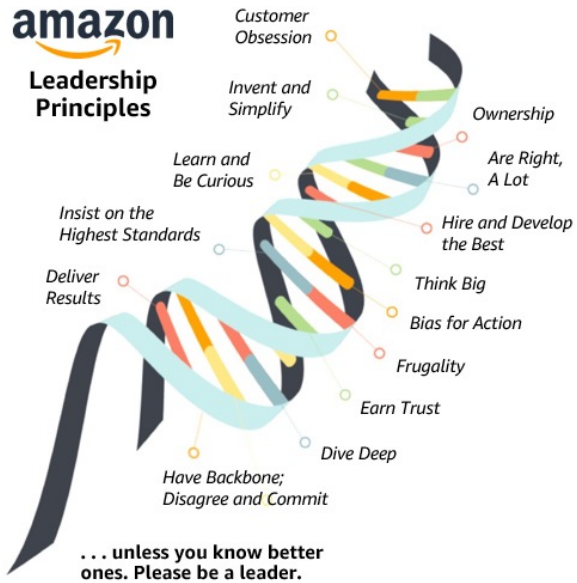 amazon
Leadership
Principles
Customer
Obsession
Invent and
Simplify
Ownership
Learn and
Be Curious
Are Right,
A Lot
Insist on the
Highest Standards
Hire and Develop
the Best
Deliver
Results
Think Big
Bias for Action
Frugality
Earn Trust
Dive Deep
Have Backbone;
Disagree and Commit
. . . unless you know better
ones. Please be a leader.